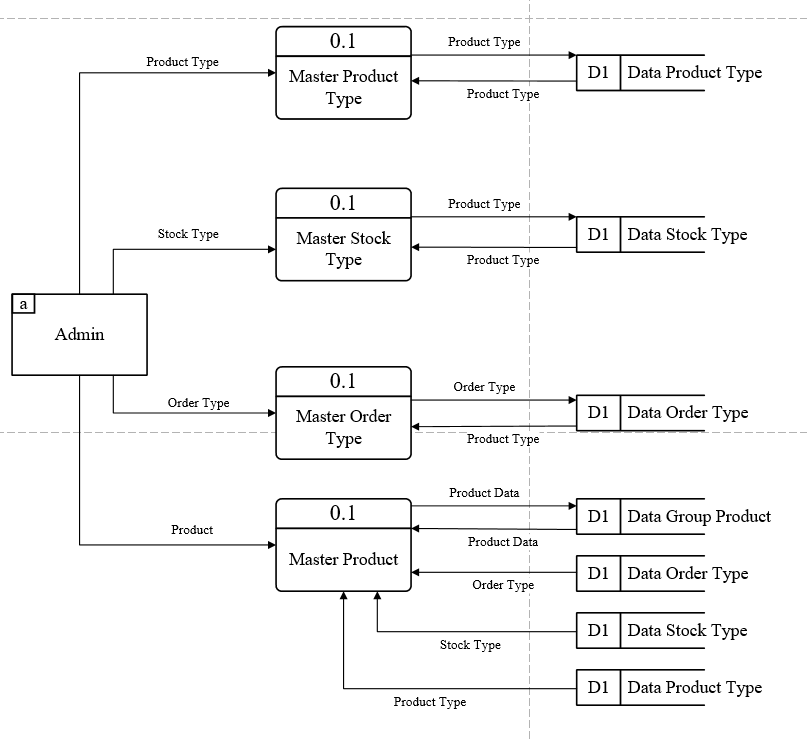 0.1
Product Type
Product Type
Master Product
Type
D1 Data Product Type
Product Type
0.1
Product Type
Stock Type
Master Stock
Type
D1 Data Stock Type
Product Type
a
Admin
0.1
Order Type
Order Type
Master Order
Type
D1 Data Order Type
Product Type
0.1
Product Data
Product
D1 Data Group Product
Product Data
Master Product
D1 Data Order Type
Order Type
D1 Data Stock Type
Stock Type
D1 Data Product Type
Product Type